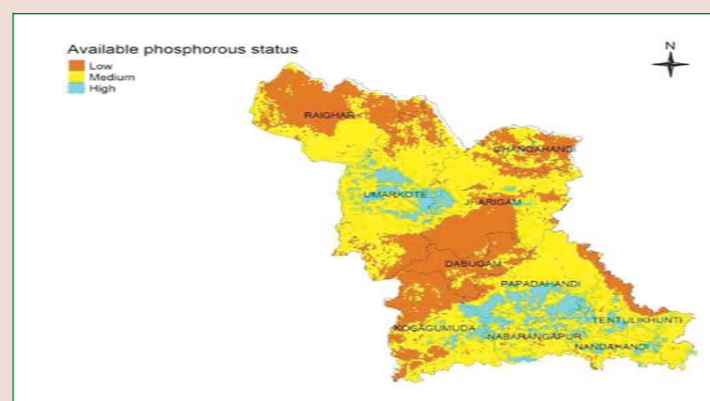 Available phosphorous status
N
Low
Medium
High
RAIGHAR
CHANDAHANDI
UMARKOTE
JHARIGAM
DABUGAM
PAPADAHANDI
TENTULIKHUNTI
KOSAGUMUDA
NABARANGAPUR
NANDAHANDI